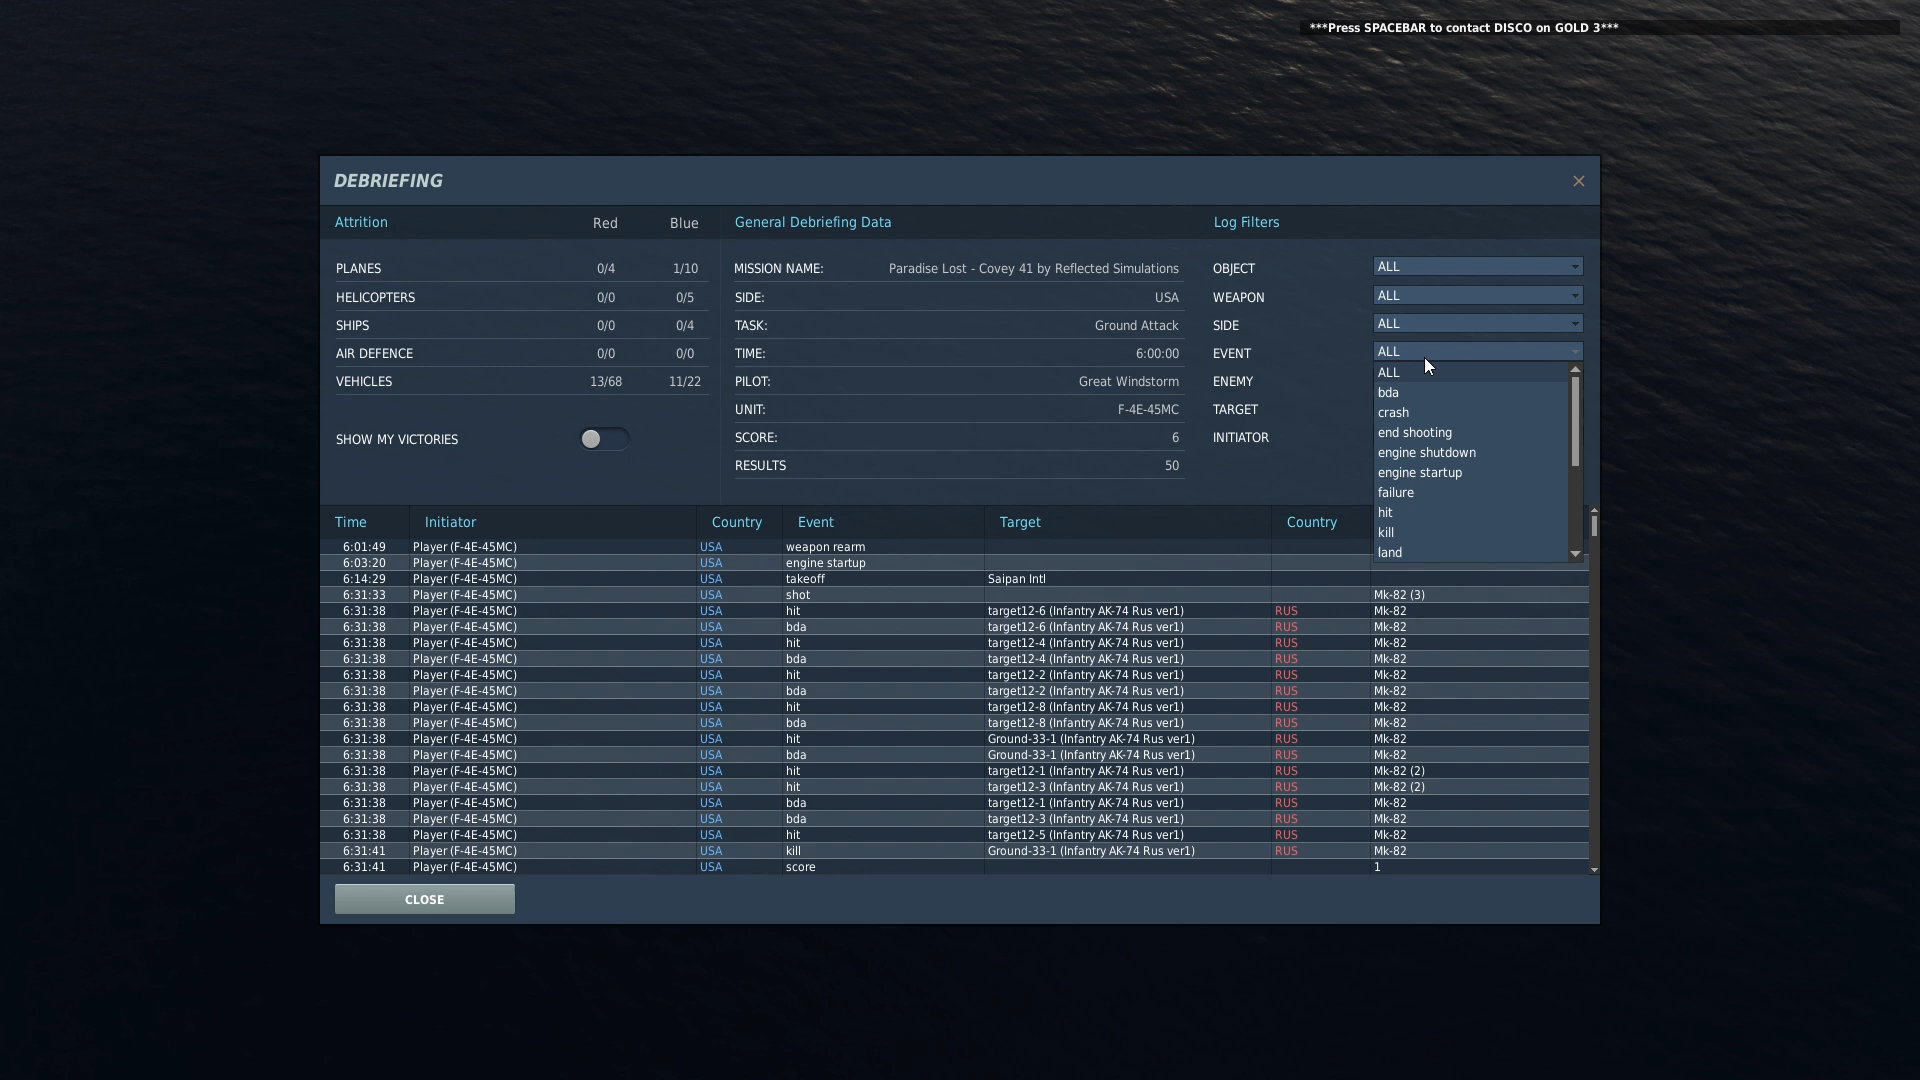 ***Press SPACEBAR to contact DISCO on GOLD 3***
DEBRIEFING
Attrition Red Blue
PLANES 0/4 1/10
HELICOPTERS 0/0 0/5
SHIPS 0/0 0/4
AIR DEFENCE 0/0 0/0
VEHICLES 13/68 11/22
SHOW MY VICTORIES
General Debriefing Data
MISSION NAME: Paradise Lost - Covey 41 by Reflected Simulations
SIDE: USA
TASK: Ground Attack
TIME: 6:00:00
PILOT: Great Windstorm
UNIT: F-4E-45MC
SCORE: 6
RESULTS 50
Log Filters
OBJECT ALL
WEAPON ALL
SIDE ALL
EVENT ALL
ENEMY
TARGET
INITIATOR
ALL
bda
crash
end shooting
engine shutdown
engine startup
failure
hit
kill
land
Time Initiator Country Event Target Country
6:01:49 Player (F-4E-45MC) USA weapon rearm
6:03:20 Player (F-4E-45MC) USA engine startup
6:14:29 Player (F-4E-45MC) USA takeoff Saipan Intl
6:31:33 Player (F-4E-45MC) USA shot Mk-82 (3)
6:31:38 Player (F-4E-45MC) USA hit target12-6 (Infantry AK-74 Rus ver1) RUS Mk-82
6:31:38 Player (F-4E-45MC) USA bda target12-6 (Infantry AK-74 Rus ver1) RUS Mk-82
6:31:38 Player (F-4E-45MC) USA hit target12-4 (Infantry AK-74 Rus ver1) RUS Mk-82
6:31:38 Player (F-4E-45MC) USA bda target12-4 (Infantry AK-74 Rus ver1) RUS Mk-82
6:31:38 Player (F-4E-45MC) USA hit target12-2 (Infantry AK-74 Rus ver1) RUS Mk-82
6:31:38 Player (F-4E-45MC) USA bda target12-2 (Infantry AK-74 Rus ver1) RUS Mk-82
6:31:38 Player (F-4E-45MC) USA hit target12-8 (Infantry AK-74 Rus ver1) RUS Mk-82
6:31:38 Player (F-4E-45MC) USA bda target12-8 (Infantry AK-74 Rus ver1) RUS Mk-82
6:31:38 Player (F-4E-45MC) USA hit Ground-33-1 (Infantry AK-74 Rus ver1) RUS Mk-82
6:31:38 Player (F-4E-45MC) USA bda Ground-33-1 (Infantry AK-74 Rus ver1) RUS Mk-82
6:31:38 Player (F-4E-45MC) USA hit target12-1 (Infantry AK-74 Rus ver1) RUS Mk-82 (2)
6:31:38 Player (F-4E-45MC) USA hit target12-3 (Infantry AK-74 Rus ver1) RUS Mk-82 (2)
6:31:38 Player (F-4E-45MC) USA bda target12-1 (Infantry AK-74 Rus ver1) RUS Mk-82
6:31:38 Player (F-4E-45MC) USA bda target12-3 (Infantry AK-74 Rus ver1) RUS Mk-82
6:31:38 Player (F-4E-45MC) USA hit target12-5 (Infantry AK-74 Rus ver1) RUS Mk-82
6:31:41 Player (F-4E-45MC) USA kill Ground-33-1 (Infantry AK-74 Rus ver1) RUS Mk-82
6:31:41 Player (F-4E-45MC) USA score 1
CLOSE